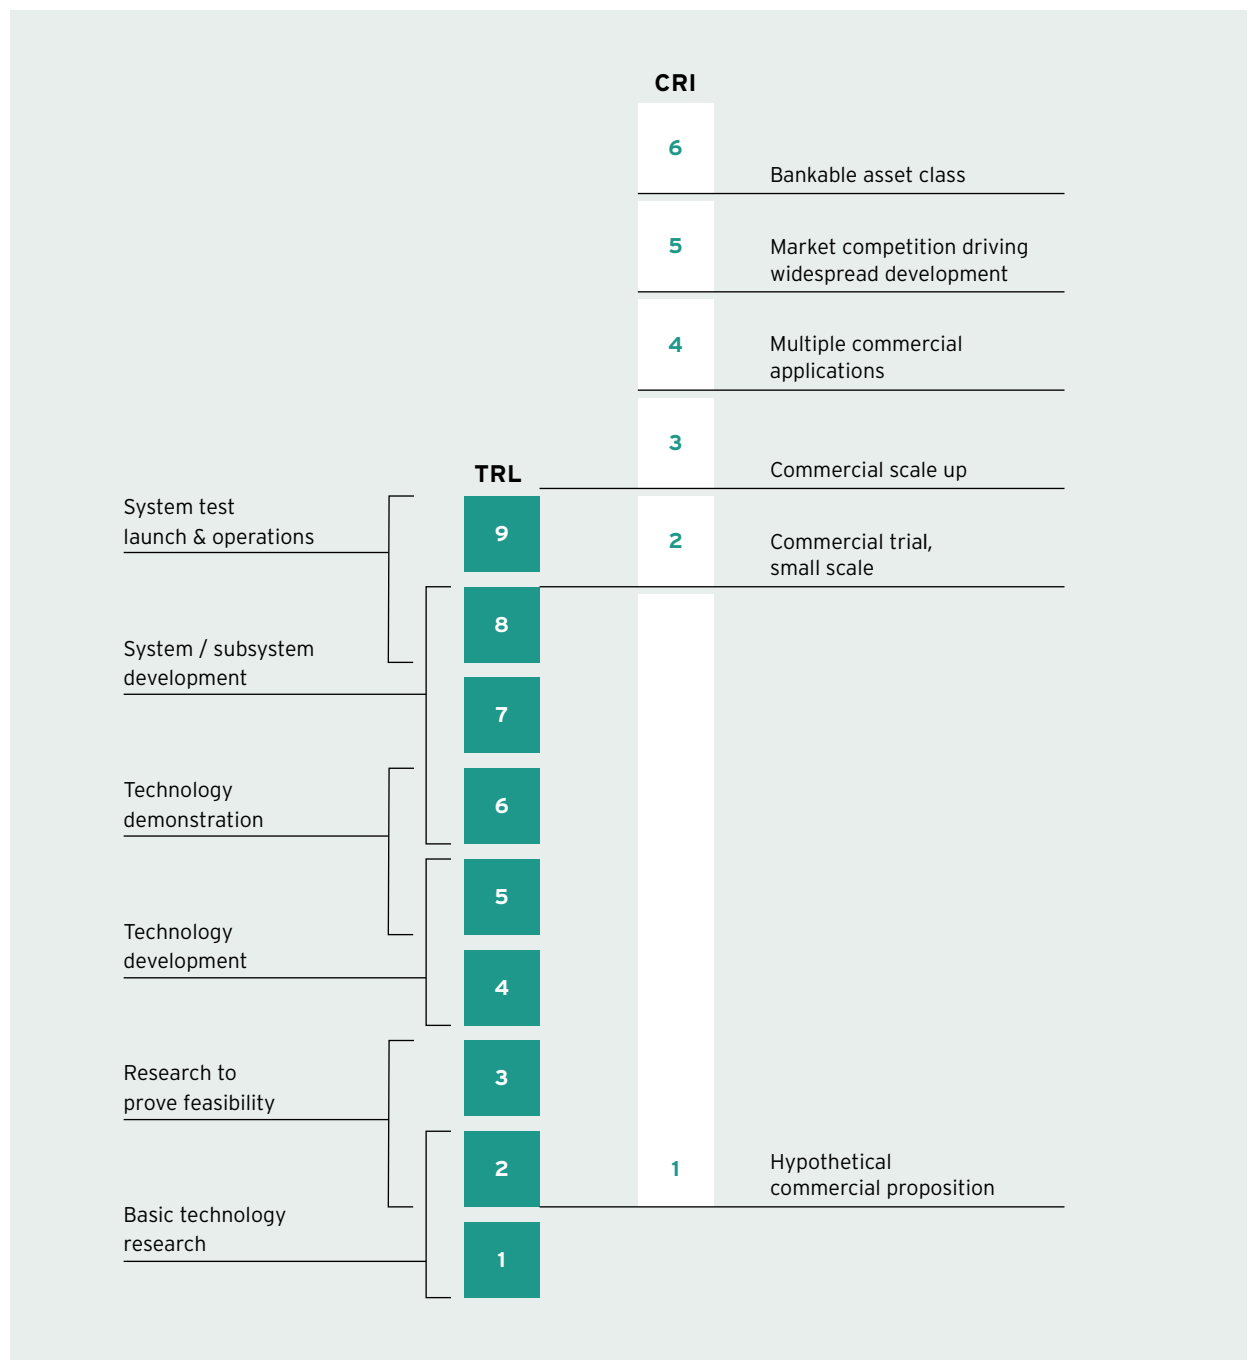 CRI
6
Bankable asset class
5
Market competition driving
widespread development
4
Multiple commercial
applications
3
Commercial scale up
TRL
System test
launch & operations
9
2
Commercial trial,
small scale
8
System / subsystem
development
7
Technology
demonstration
6
5
Technology
development
4
Research to
prove feasibility
3
2
1
Hypothetical
commercial proposition
Basic technology
research
1